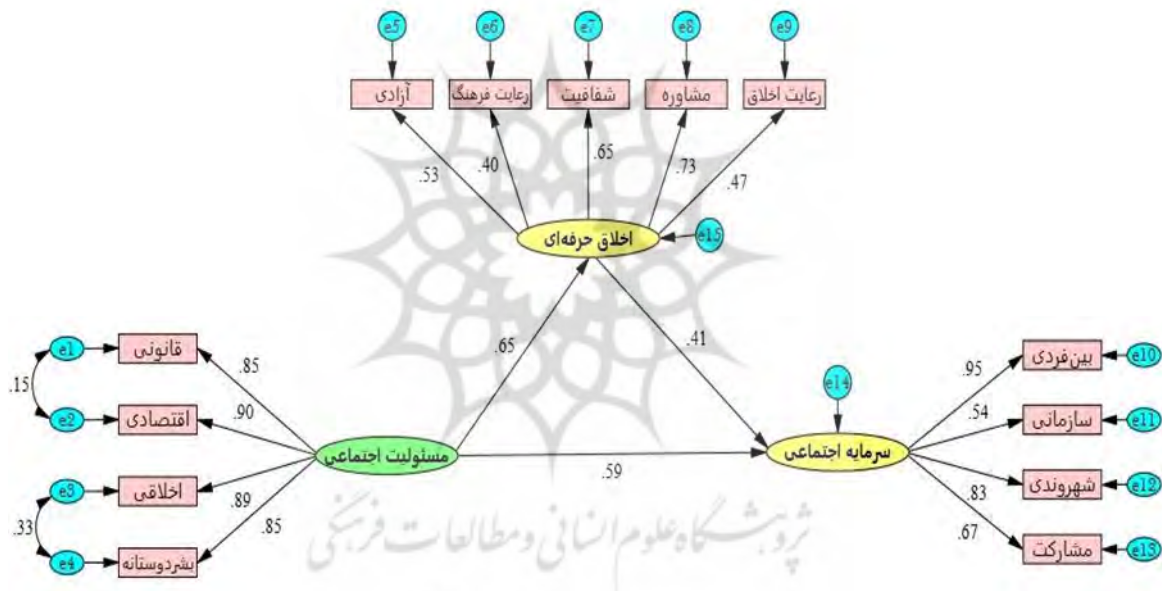 e5 e6 e7 e8 e9
آزادی رعایت فرهنگ شفافیت مشاوره رعایت اخلاق
.53 .40 .65 .73 .47
اخلاق حرفه‌ای e15
e1 قانونی
.15 .85 .65 .41
e2 اقتصادی .90
e14 .95 بین‌فردی e10
.54 سازمانی e11
مسئولیت اجتماعی .59 سرمایه اجتماعی
e3 اخلاقی .89
.83 شهروندی e12
.33 .85 .67
e4 بشردوستانه
مشارکت e13
پژوهشگاه علوم انسانی و مطالعات فرهنگی